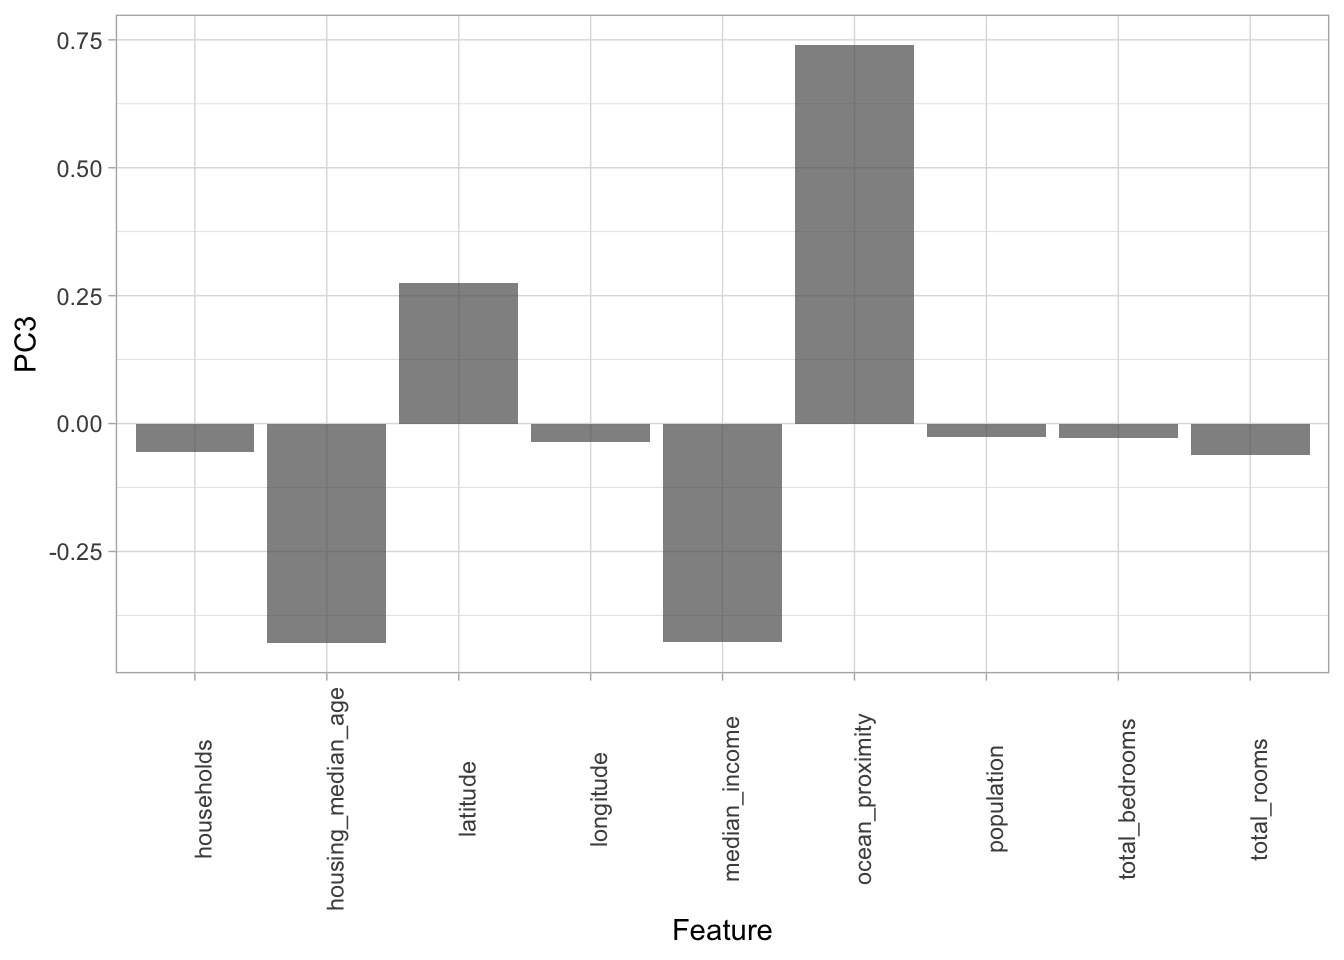 0.75
0.50
0.25
0.00
-0.25
PC3
households
housing_median_age
latitude
longitude
median_income
ocean_proximity
population
total_bedrooms
total_rooms
Feature